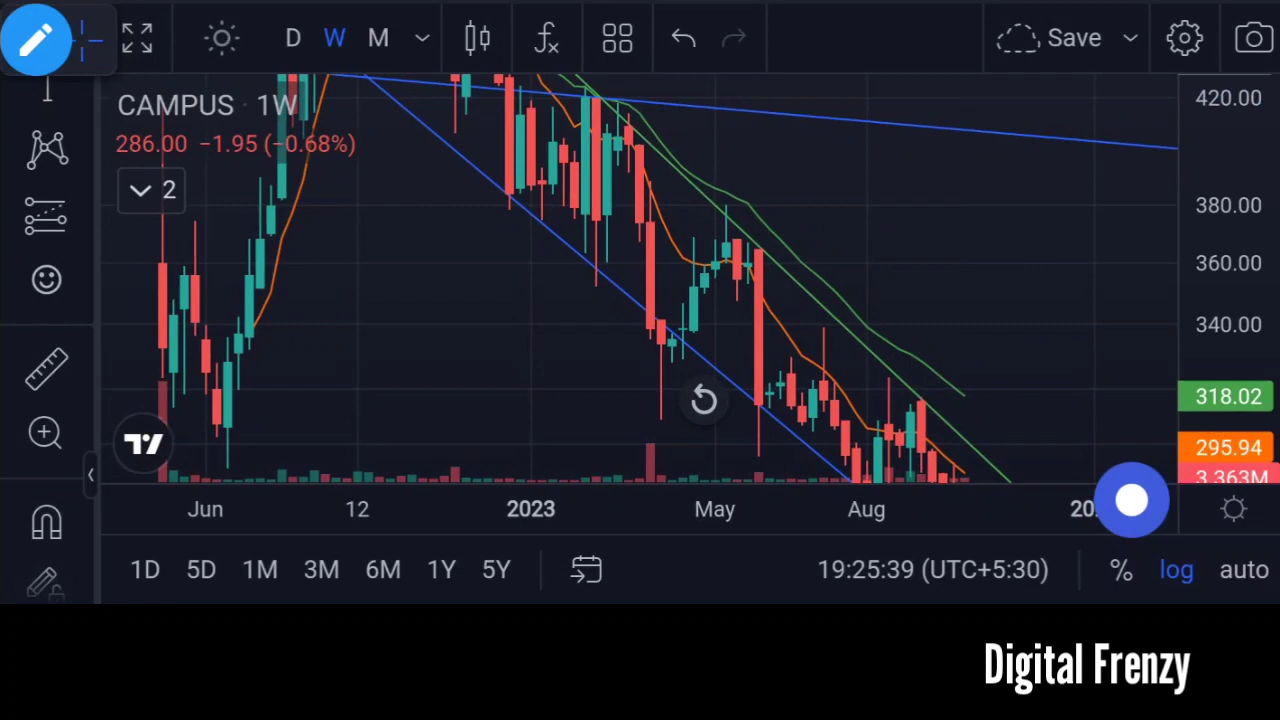 D W M Save
CAMPUS · 1W
286.00 −1.95 (−0.68%)
2
420.00
380.00
360.00
340.00
318.02
295.94
3.363M
Jun 12 2023 May Aug 20
1D 5D 1M 3M 6M 1Y 5Y 19:25:39 (UTC+5:30) % log auto
Digital Frenzy